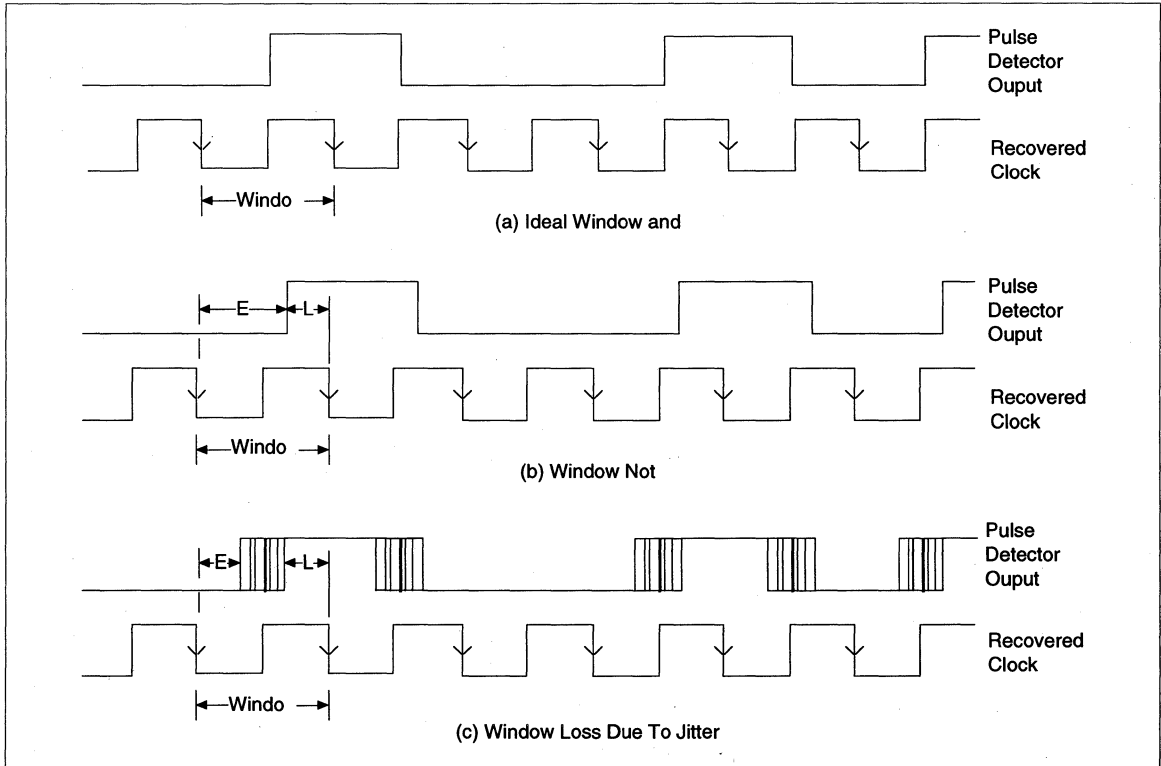 Pulse
Detector
Ouput
Recovered
Clock
Windo
(a) Ideal Window and
E
L
Pulse
Detector
Ouput
Recovered
Clock
Windo
(b) Window Not
E
L
Pulse
Detector
Ouput
Recovered
Clock
Windo
(c) Window Loss Due To Jitter